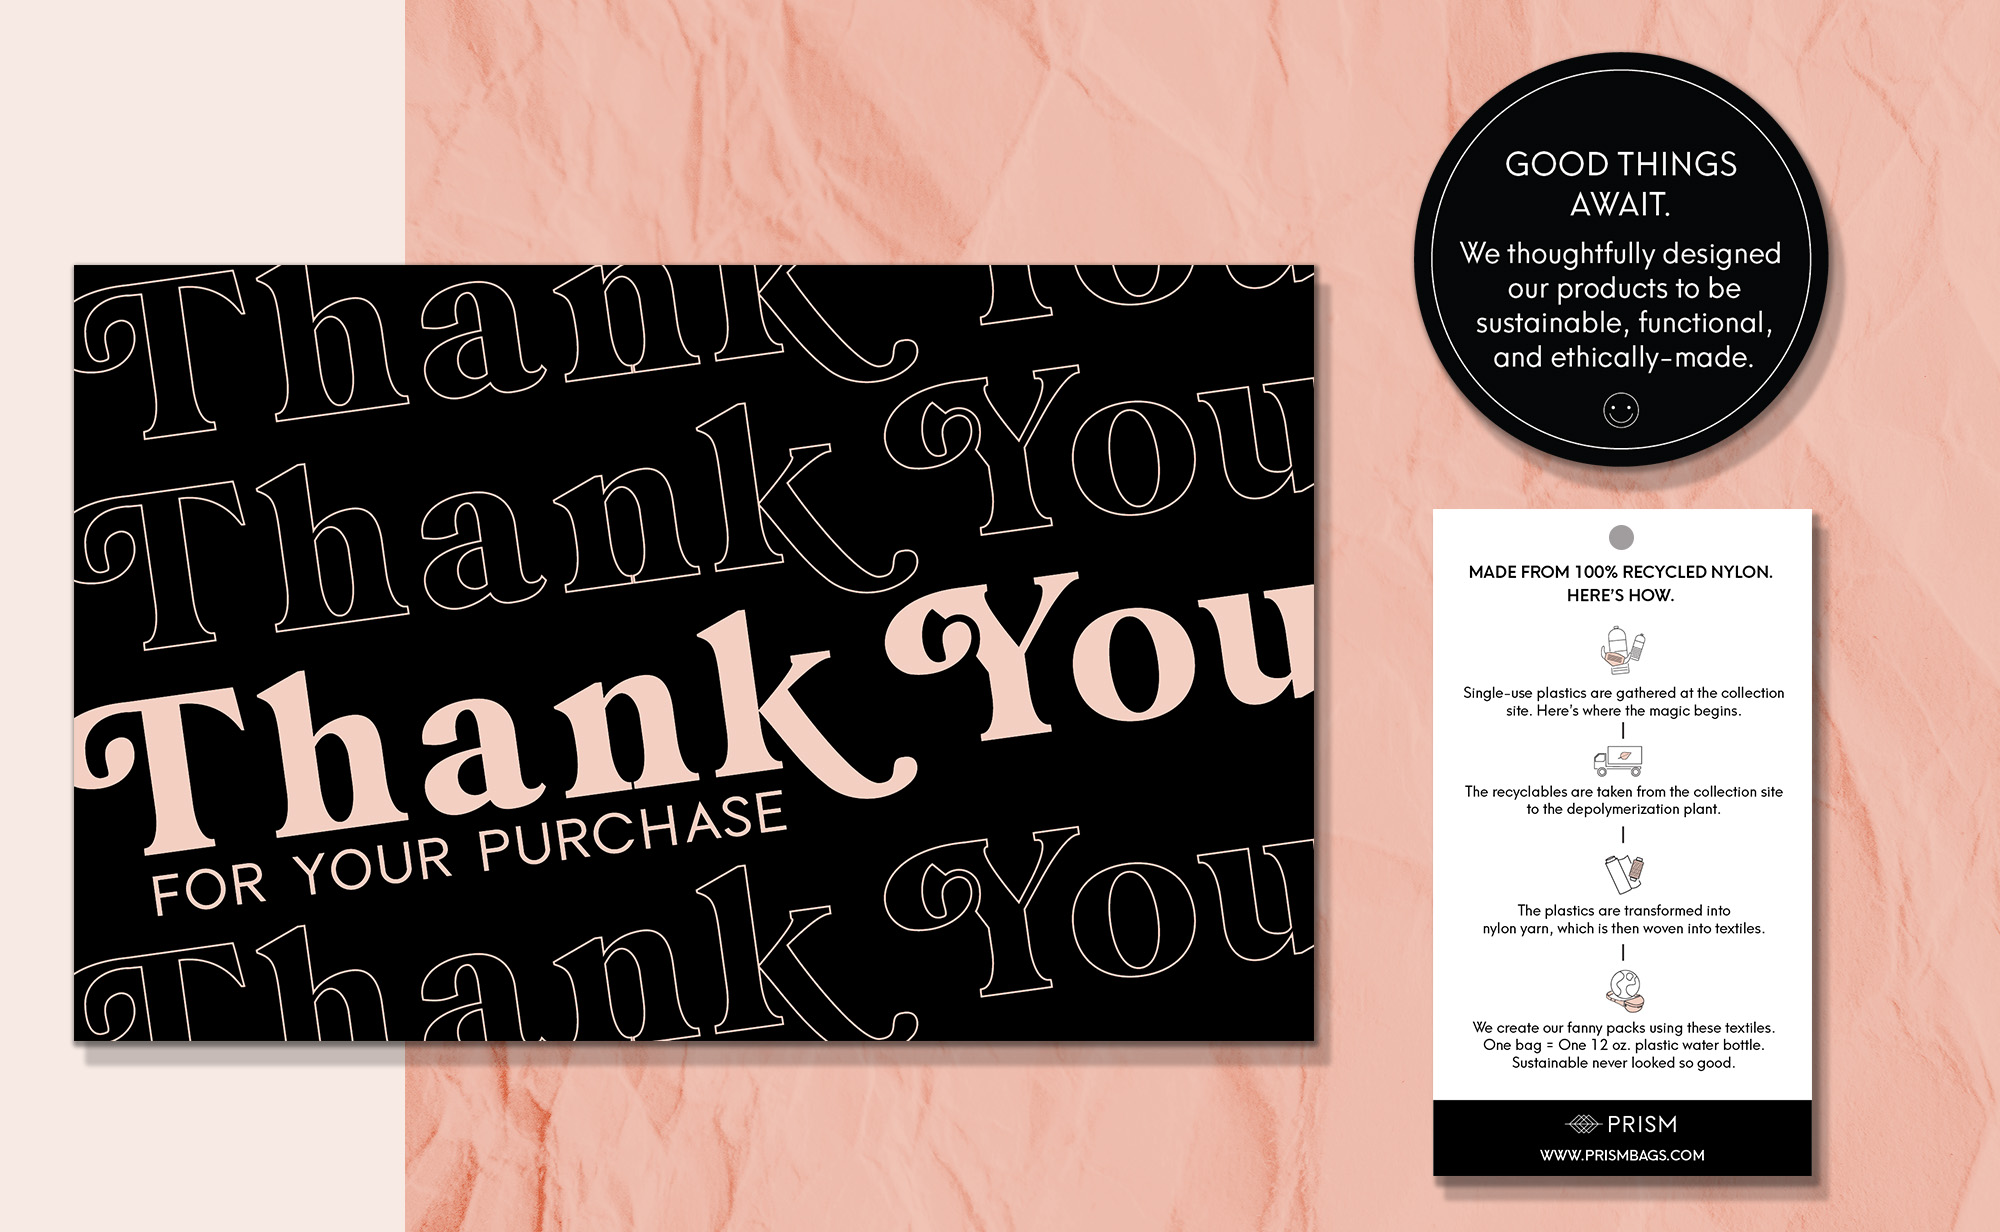 Thank You
Thank You
Thank You
FOR YOUR PURCHASE
Thank You
GOOD THINGS
AWAIT.
We thoughtfully designed
our products to be
sustainable, functional,
and ethically-made.
MADE FROM 100% RECYCLED NYLON.
HERE'S HOW.
Single-use plastics are gathered at the collection
site. Here's where the magic begins.
The recyclables are taken from the collection site
to the depolymerization plant.
The plastics are transformed into
nylon yarn, which is then woven into textiles.
We create our fanny packs using these textiles.
One bag = One 12 oz. plastic water bottle.
Sustainable never looked so good.
PRISM
WWW.PRISMBAGS.COM